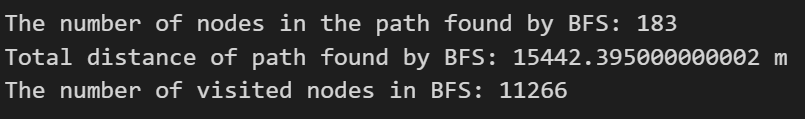 The number of nodes in the path found by BFS: 183
Total distance of path found by BFS: 15442.395000000002 m
The number of visited nodes in BFS: 11266